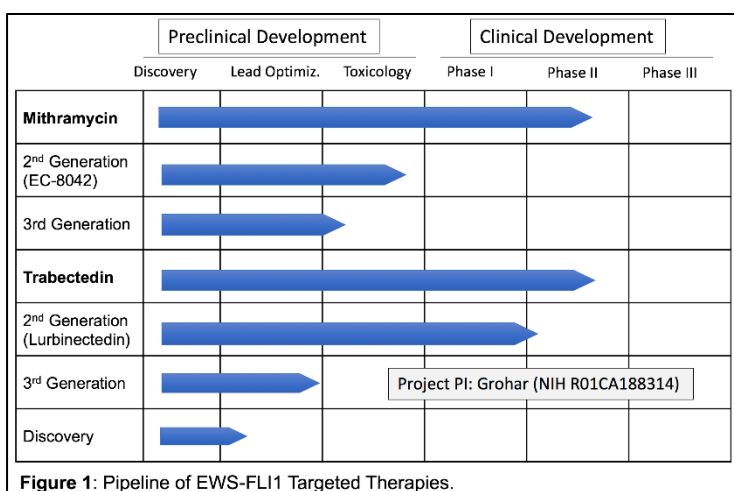 Preclinical Development
Clinical Development
Discovery Lead Optimiz. Toxicology Phase I Phase II Phase III
Mithramycin
2nd Generation
(EC-8042)
3rd Generation
Trabectedin
2nd Generation
(Lurbinectedin)
3rd Generation
Project PI: Grohar (NIH R01CA188314)
Discovery
Figure 1: Pipeline of EWS-FLI1 Targeted Therapies.